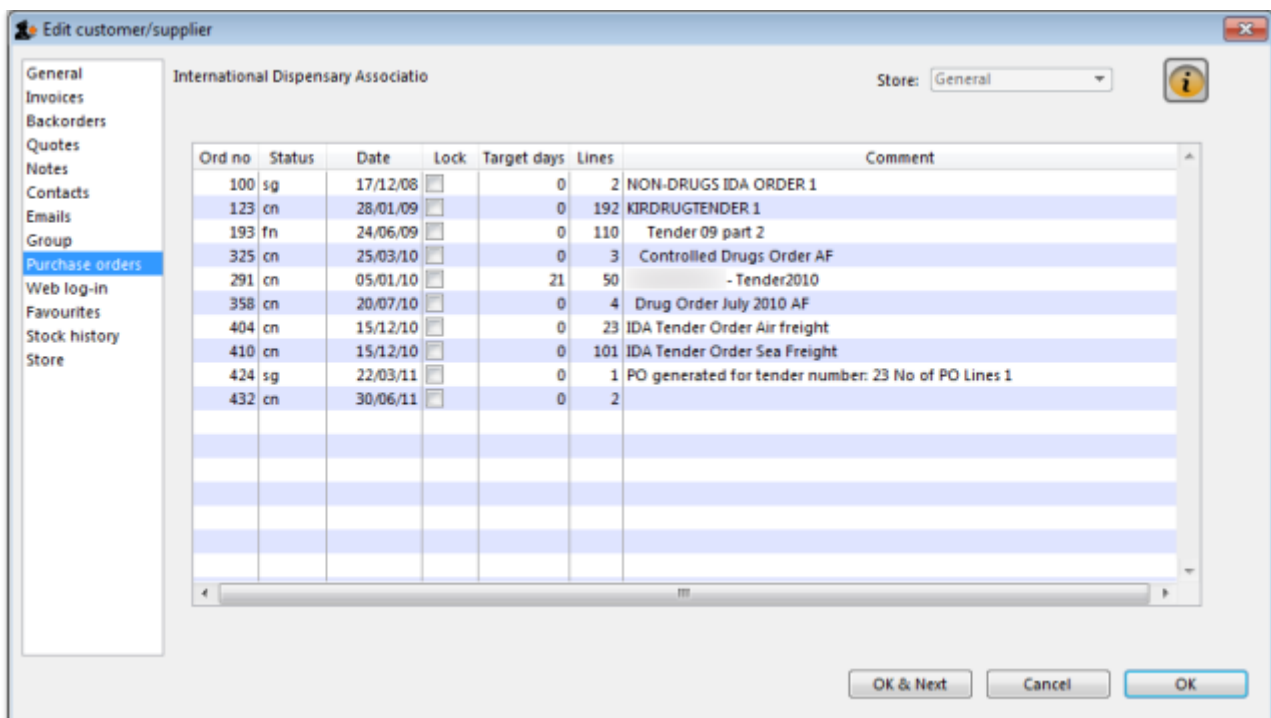 Edit customer/supplier
General
Invoices
Backorders
Quotes
Notes
Contacts
Emails
Group
Purchase orders
Web log-in
Favourites
Stock history
Store
International Dispensary Associatio
Store: General
Ord no Status Date Lock Target days Lines Comment
100 sg 17/12/08 0 2 NON-DRUGS IDA ORDER 1
123 cn 28/01/09 0 192 KIRDRUGTENDER 1
193 fn 24/06/09 0 110 Tender 09 part 2
325 cn 25/03/10 0 3 Controlled Drugs Order AF
291 cn 05/01/10 21 50 - Tender2010
358 cn 20/07/10 0 4 Drug Order July 2010 AF
404 cn 15/12/10 0 23 IDA Tender Order Air freight
410 cn 15/12/10 0 101 IDA Tender Order Sea Freight
424 sg 22/03/11 0 1 PO generated for tender number: 23 No of PO Lines 1
432 cn 30/06/11 0 2
OK & Next Cancel OK